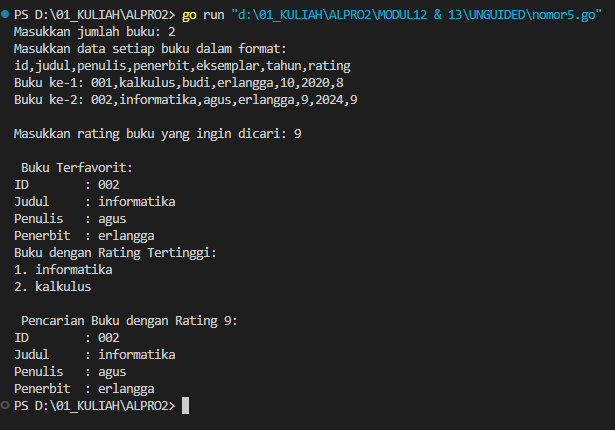 PS D:\01_KULIAH\ALPRO2> go run "d:\01_KULIAH\ALPRO2\MODUL12 & 13\UNGUIDED\nomor5.go"
Masukkan jumlah buku: 2
Masukkan data setiap buku dalam format:
id,judul,penulis,penerbit,eksemplar,tahun,rating
Buku ke-1: 001,kalkulus,budi,erlangga,10,2020,8
Buku ke-2: 002,informatika,agus,erlangga,9,2024,9

Masukkan rating buku yang ingin dicari: 9

 Buku Terfavorit:
ID       : 002
Judul    : informatika
Penulis  : agus
Penerbit : erlangga
Buku dengan Rating Tertinggi:
1. informatika
2. kalkulus

 Pencarian Buku dengan Rating 9:
ID       : 002
Judul    : informatika
Penulis  : agus
Penerbit : erlangga
PS D:\01_KULIAH\ALPRO2>